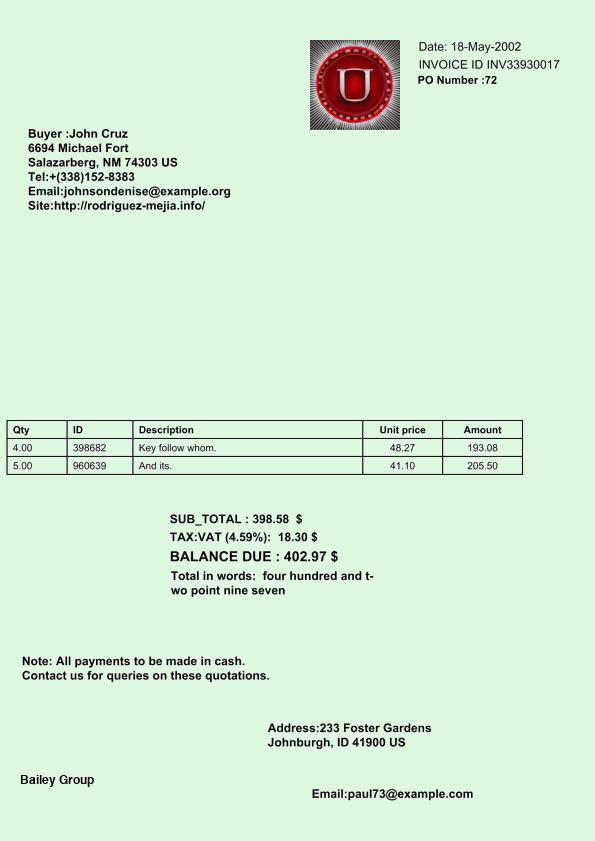 U
Date: 18-May-2002
INVOICE ID INV33930017
PO Number :72
Buyer :John Cruz
6694 Michael Fort
Salazarberg, NM 74303 US
Tel:+(338)152-8383
Email:johnsondenise@example.org
Site:http://rodriguez-mejia.info/
Qty ID Description Unit price Amount
4.00 398682 Key follow whom. 48.27 193.08
5.00 960639 And its. 41.10 205.50
SUB_TOTAL : 398.58 $
TAX:VAT (4.59%): 18.30 $
BALANCE DUE : 402.97 $
Total in words: four hundred and t-
wo point nine seven
Note: All payments to be made in cash.
Contact us for queries on these quotations.
Address:233 Foster Gardens
Johnburgh, ID 41900 US
Bailey Group
Email:paul73@example.com